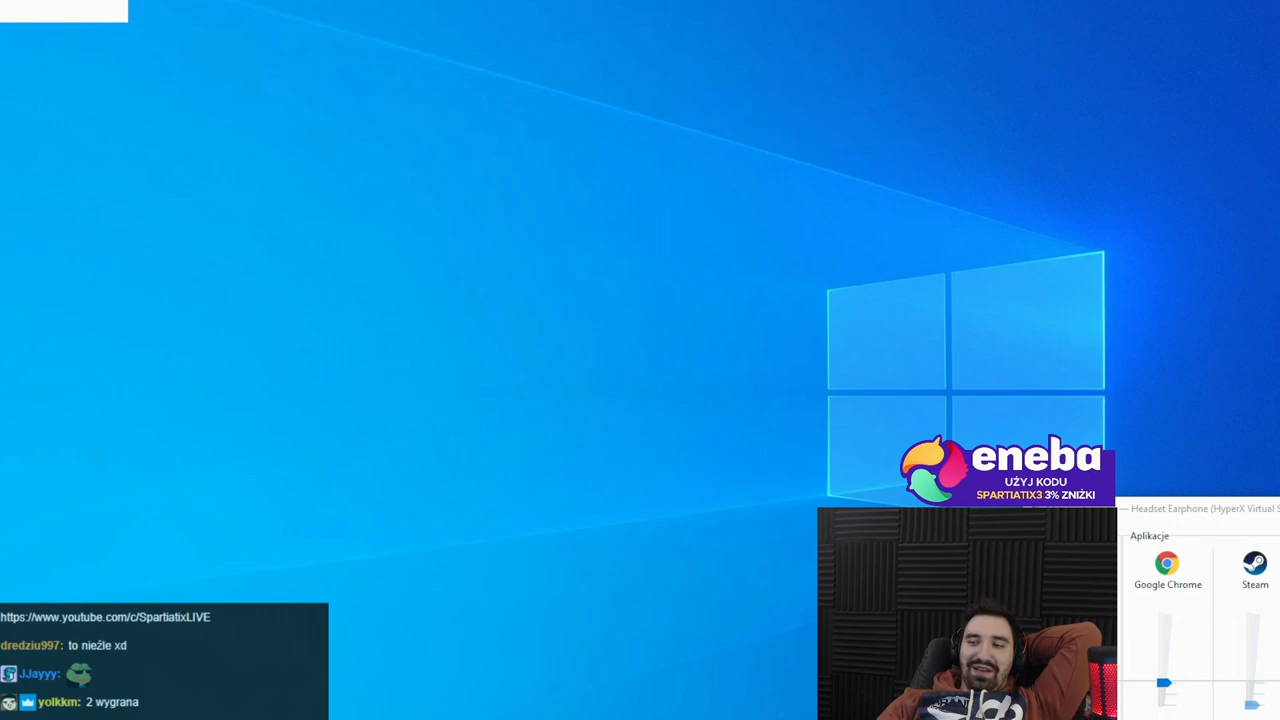 eneba
UŻYJ KODU
SPARTIATIX3 3% ZNIŻKI
Headset Earphone (HyperX Virtual S
Aplikacje
Google Chrome
Steam
https://www.youtube.com/c/SpartiatixLIVE
dredziu997: to nieźle xd
JJayyy:
yolkkm: 2 wygrana